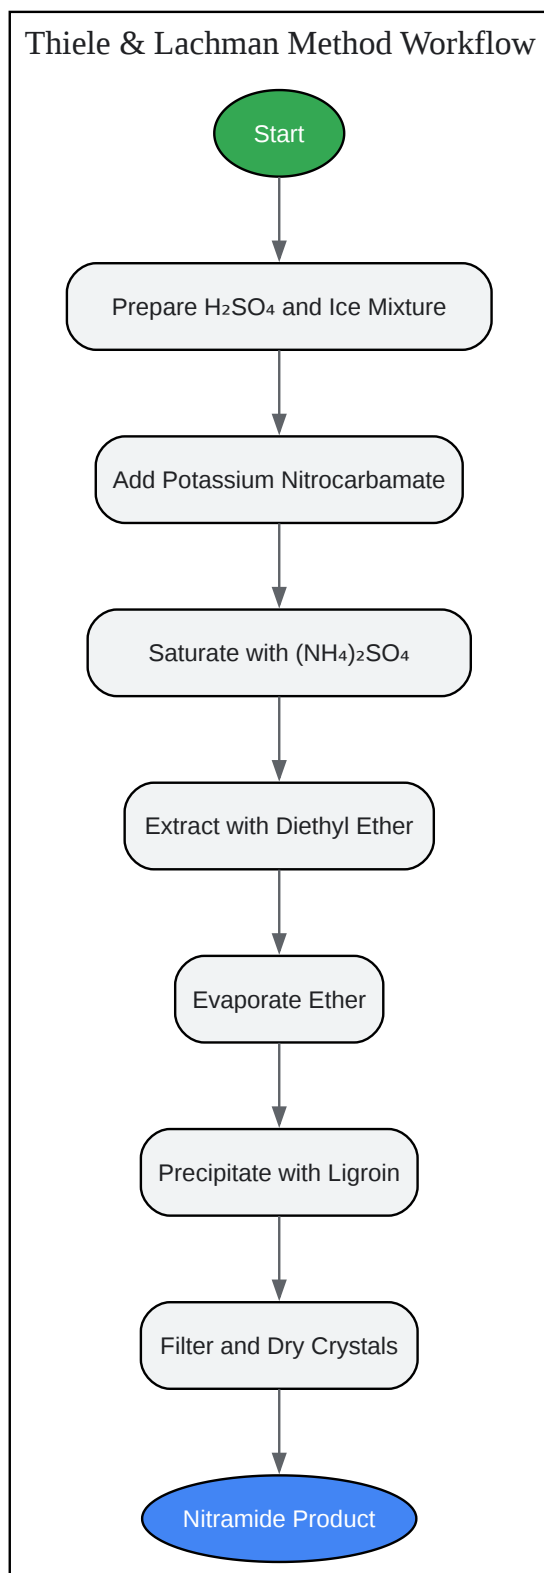 Thiele & Lachman Method Workflow
Start
Prepare H₂SO₄ and Ice Mixture
Add Potassium Nitrocarbamate
Saturate with (NH₄)₂SO₄
Extract with Diethyl Ether
Evaporate Ether
Precipitate with Ligroin
Filter and Dry Crystals
Nitramide Product